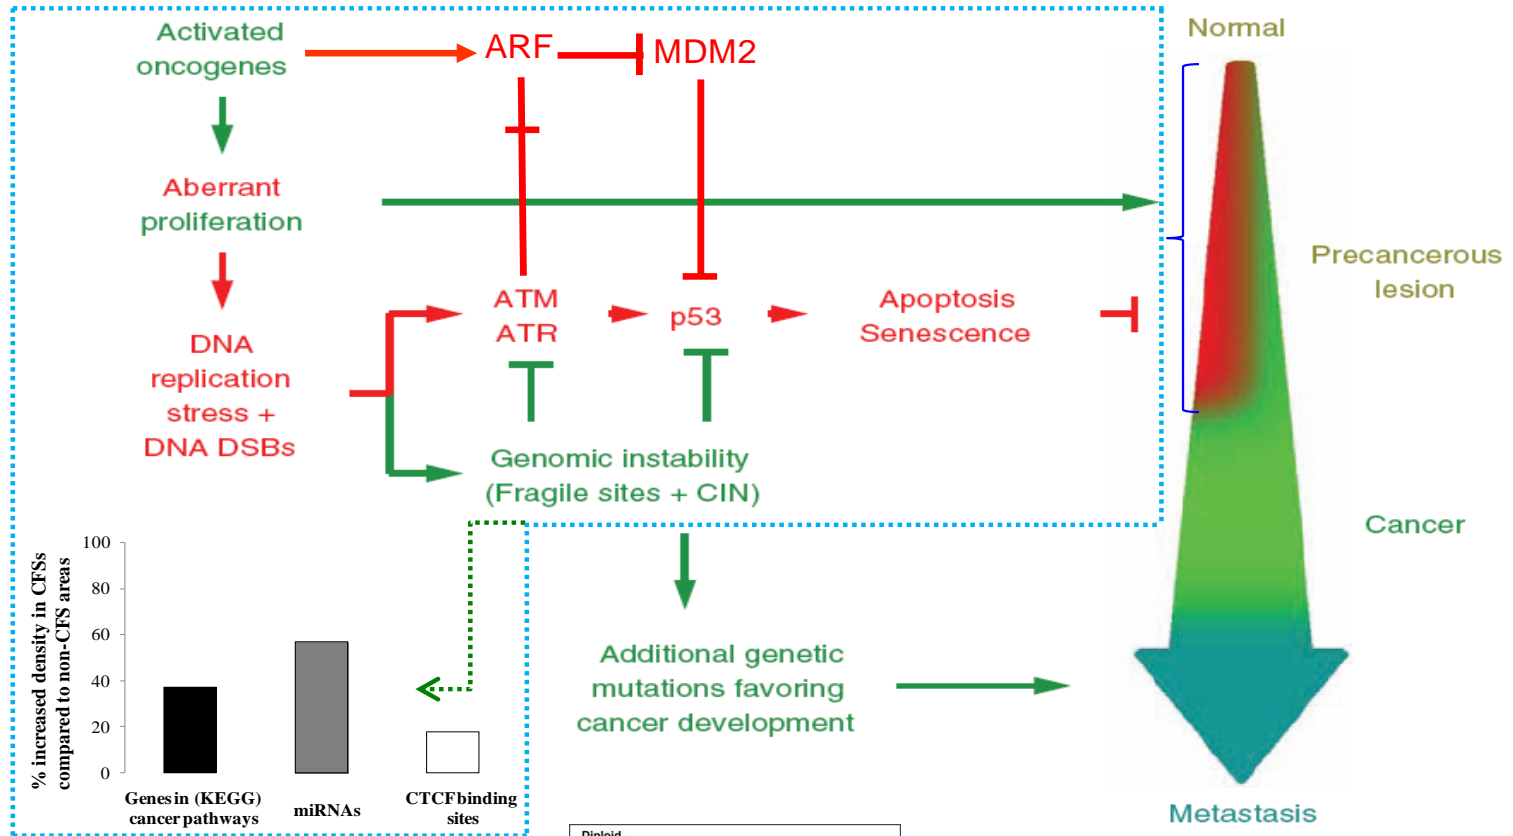 Activated
oncogenes
ARF
MDM2
Normal
Aberrant
proliferation
Precancerous
lesion
ATM
ATR
p53
Apoptosis
Senescence
DNA
replication
stress +
DNA DSBs
Genomic instability
(Fragile sites + CIN)
Cancer
% increased density in CFSs
compared to non-CFS areas
100
80
60
40
20
0
Genes in (KEGG)
cancer pathways
miRNAs
CTCF binding
sites
Additional genetic
mutations favoring
cancer development
Metastasis
Diploid